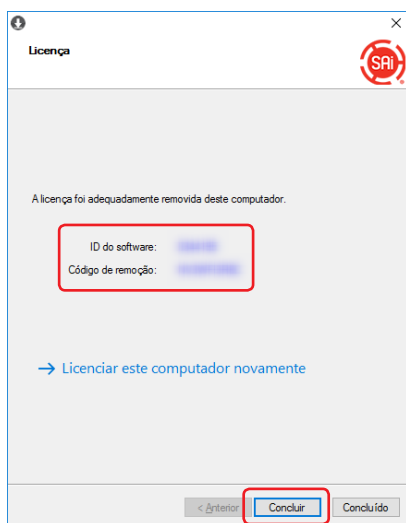 Licença
SAi
A licença foi adequadamente removida deste computador.
ID do software:
Código de remoção:
→ Licenciar este computador novamente
< Anterior
Concluir
Concluído